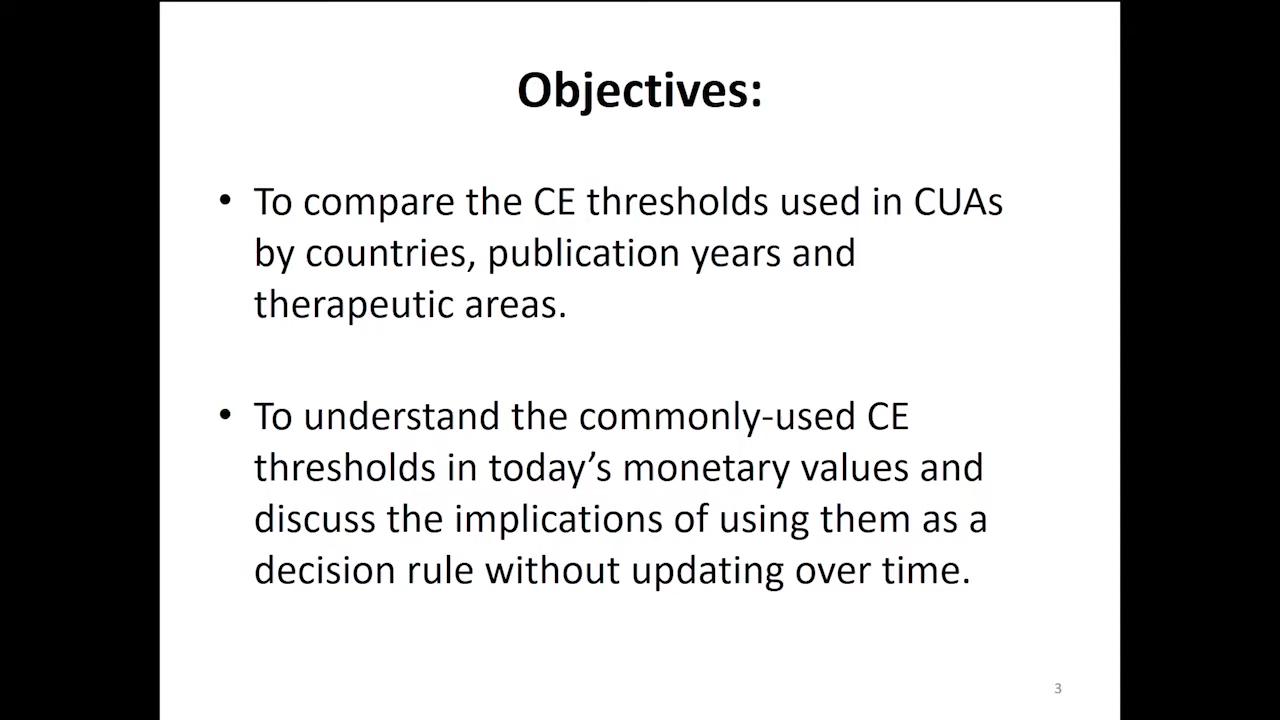 Objectives:
• To compare the CE thresholds used in CUAs
by countries, publication years and
therapeutic areas.
• To understand the commonly-used CE
thresholds in today’s monetary values and
discuss the implications of using them as a
decision rule without updating over time.
3